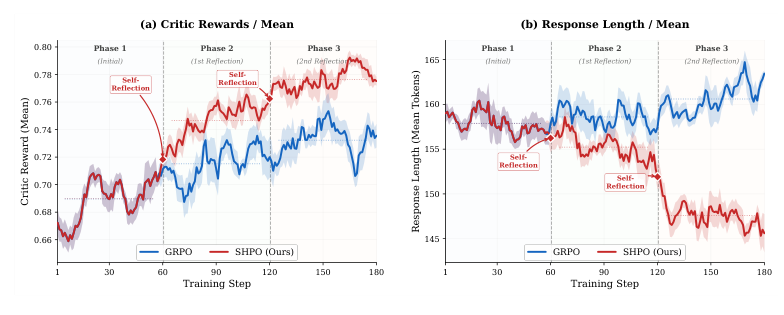 (a) Critic Rewards / Mean
Phase 1
Phase 2
Phase 3
(Initial)
(1st Reflection)
(2nd Reflection)
Self-
Reflection
Self-
Reflection
0.80
0.78
0.76
0.74
0.72
0.70
0.68
0.66
Critic Reward (Mean)
GRPO
SHPO (Ours)
1
30
60
90
120
150
180
Training Step
(b) Response Length / Mean
Phase 1
Phase 2
Phase 3
(Initial)
(1st Reflection)
(2nd Reflection)
Self-
Reflection
Self-
Reflection
165
160
155
150
145
Response Length (Mean Tokens)
GRPO
SHPO (Ours)
1
30
60
90
120
150
180
Training Step